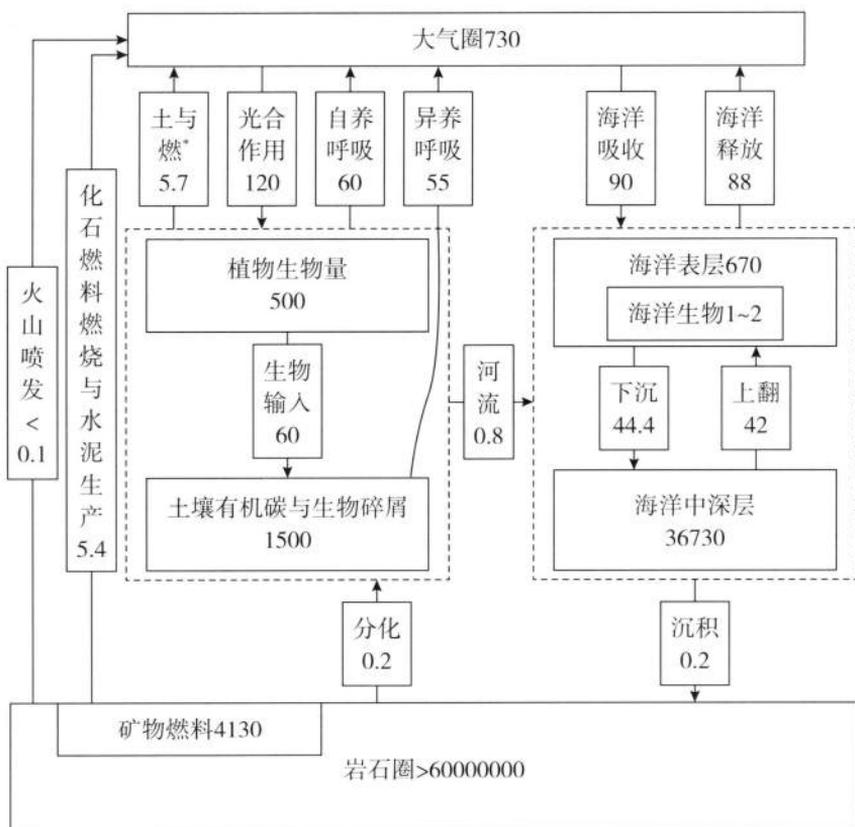 大气圈730
土与
燃*
5.7
光合
作用
120
自养
呼吸
60
异养
呼吸
55
海洋
吸收
90
海洋
释放
88
火山喷发<0.1
化石燃料燃烧与水泥生产5.4
植物生物量
500
生物
输入
60
土壤有机碳与生物碎屑
1500
河
流
0.8
海洋表层670
海洋生物1~2
下沉
44.4
上翻
42
海洋中深层
36730
分化
0.2
沉积
0.2
矿物燃料4130
岩石圈>60000000